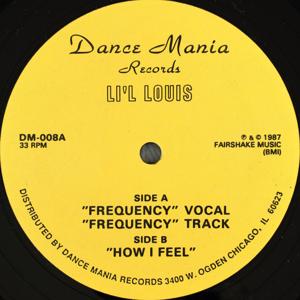 Dance Mania
Records
LI'L LOUIS
DM-008A
33 RPM
℗ & © 1987
FAIRSHAKE MUSIC
(BMI)
SIDE A
"FREQUENCY" VOCAL
"FREQUENCY" TRACK
SIDE B
"HOW I FEEL"
DISTRIBUTED BY DANCE MANIA RECORDS 3400 W. OGDEN CHICAGO, IL 60623